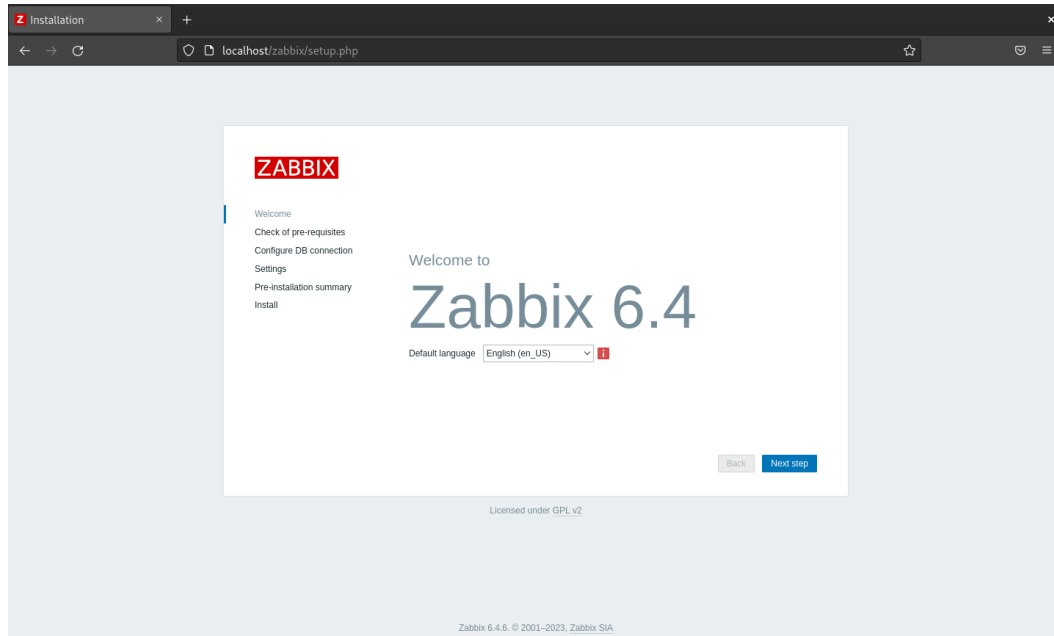 Z Installation
localhost/zabbix/setup.php
ZABBIX
Welcome
Check of pre-requisites
Configure DB connection
Settings
Pre-installation summary
Install
Welcome to
Zabbix 6.4
Default language English (en_US) i
Back Next step
Licensed under GPL v2
Zabbix 6.4.6. © 2001–2023, Zabbix SIA